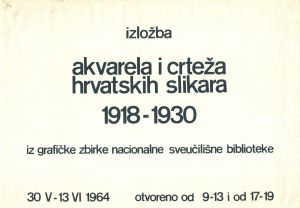 izložba
akvarela i crteža
hrvatskih slikara
1918-1930
iz grafičke zbirke nacionalne sveučilišne biblioteke
30 V-13 VI 1964 otvoreno od 9-13 i od 17-19